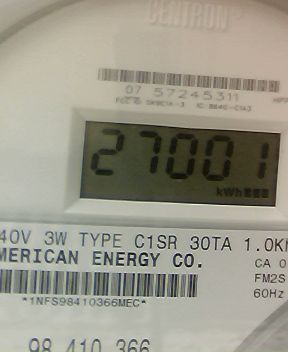 CENTRON
07 57245311
27001
kWh
40V 3W TYPE C1SR 30TA 1.0K
MERICAN ENERGY CO.
CA 0
FM2S
60Hz
*1NFS98410366MEC*
98 410 366